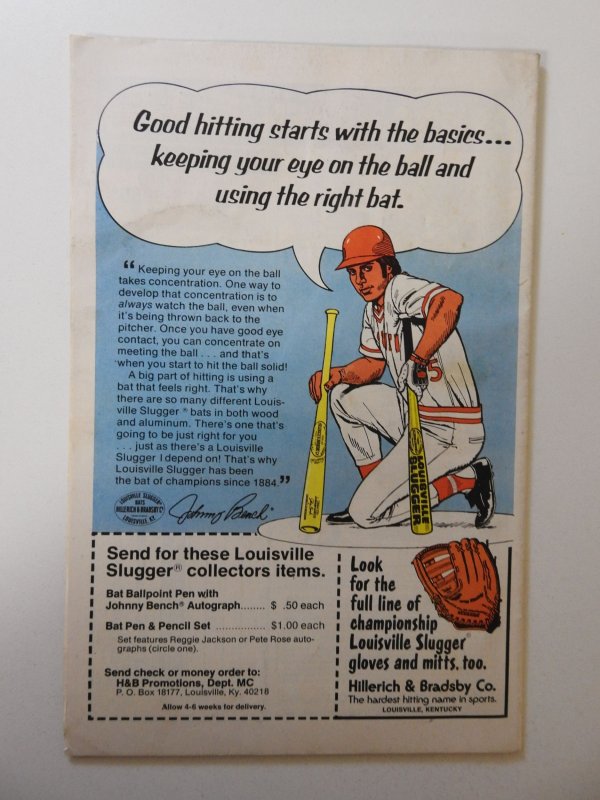 Good hitting starts with the basics...
keeping your eye on the ball and
using the right bat.
“ Keeping your eye on the ball
takes concentration. One way to
develop that concentration is to
always watch the ball, even when
it's being thrown back to the
pitcher. Once you have good eye
contact, you can concentrate on
meeting the ball . . . and that's
when you start to hit the ball solid!
A big part of hitting is using a
bat that feels right. That's why
there are so many different Louis-
ville Slugger ® bats in both wood
and aluminum. There's one that's
going to be just right for you
. . . just as there's a Louisville
Slugger I depend on! That's why
Louisville Slugger has been
the bat of champions since 1884.”
LOUISVILLE SLUGGER
BATS
HILLERICH & BRADSBY Co
LOUISVILLE, KY.
Johnny Bench
5
LOUISVILLE
SLUGGER
Send for these Louisville
Slugger® collectors items.
Bat Ballpoint Pen with
Johnny Bench® Autograph........ $ .50 each
Bat Pen & Pencil Set ............... $1.00 each
Set features Reggie Jackson or Pete Rose auto-
graphs (circle one).
Send check or money order to:
H&B Promotions, Dept. MC
P. O. Box 18177, Louisville, Ky. 40218
Allow 4-6 weeks for delivery.
Look
for the
full line of
championship
Louisville Slugger®
gloves and mitts, too.
Hillerich & Bradsby Co.
The hardest hitting name in sports.
LOUISVILLE, KENTUCKY